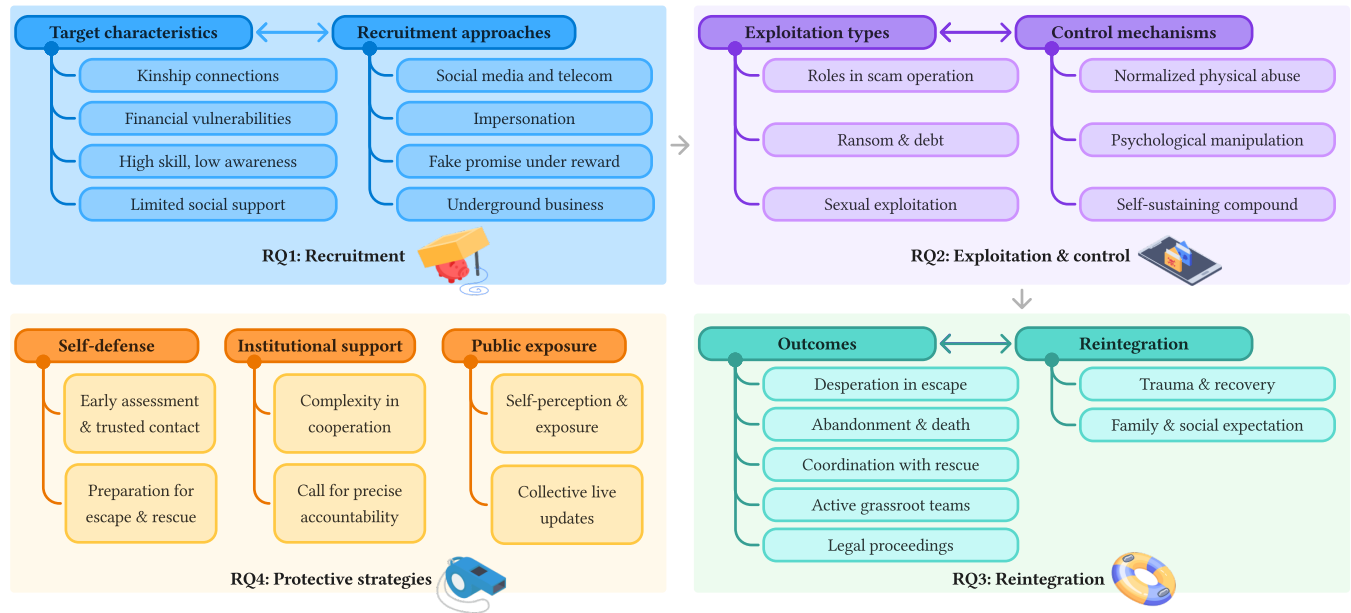 Target characteristics
Kinship connections
Financial vulnerabilities
High skill, low awareness
Limited social support
Recruitment approaches
Social media and telecom
Impersonation
Fake promise under reward
Underground business
RQ1: Recruitment
Exploitation types
Roles in scam operation
Ransom & debt
Sexual exploitation
Control mechanisms
Normalized physical abuse
Psychological manipulation
Self-sustaining compound
RQ2: Exploitation & control
Self-defense
Early assessment
& trusted contact
Preparation for
escape & rescue
Institutional support
Complexity in
cooperation
Call for precise
accountability
Public exposure
Self-perception &
exposure
Collective live
updates
RQ4: Protective strategies
Outcomes
Desperation in escape
Abandonment & death
Coordination with rescue
Active grassroot teams
Legal proceedings
Reintegration
Trauma & recovery
Family & social expectation
RQ3: Reintegration